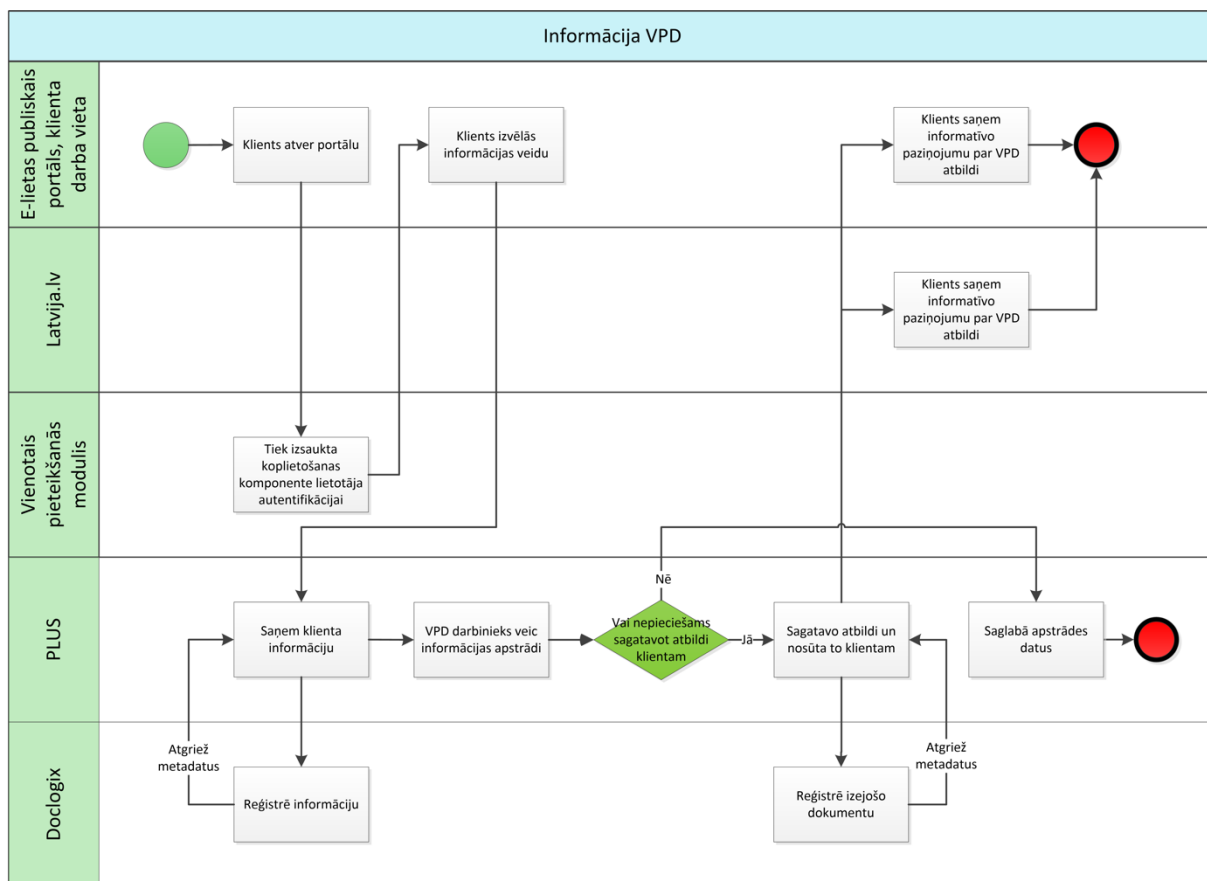 Informācija VPD
E-lietas publiskais
portāls, klienta
darba vieta
Klients atver portālu
Klients izvēlās
informācijas veidu
Klients saņem
informatīvo
paziņojumu par VPD
atbildi
Latvija.lv
Klients saņem
informatīvo
paziņojumu par VPD
atbildi
Vienotais
pieteikšanās
modulis
Tiek izsaukta
koplietošanas
komponente lietotāja
autentifikācijai
PLUS
Saņem klienta
informāciju
VPD darbinieks veic
informācijas apstrādi
Nē
Vai nepieciešams
sagatavot atbildi
klientam
Jā
Sagatavo atbildi un
nosūta to klientam
Saglabā apstrādes
datus
Doclogix
Atgriež
metadatus
Reģistrē informāciju
Reģistrē izejošo
dokumentu
Atgriež
metadatus